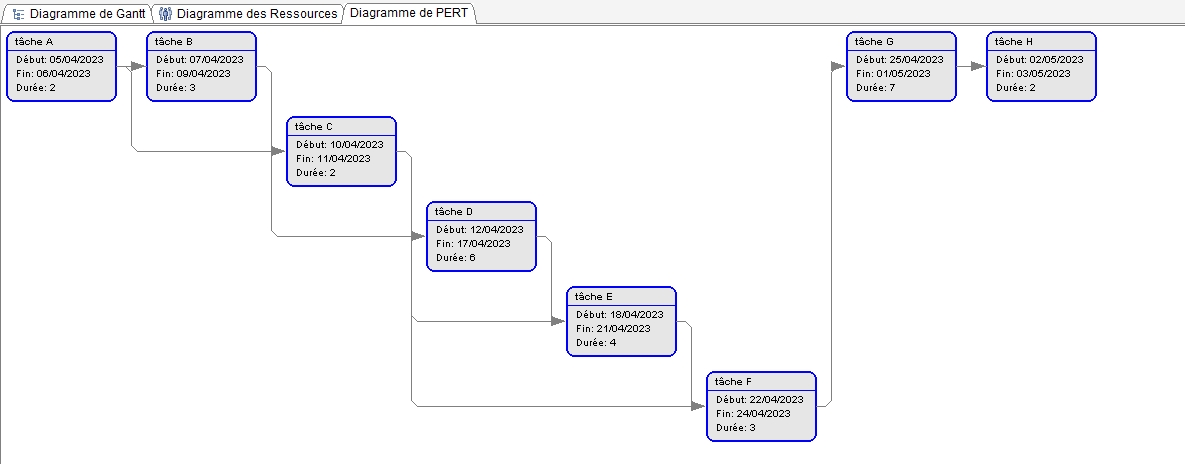 Diagramme de Gantt
Diagramme des Ressources
Diagramme de PERT
tâche A
Début: 05/04/2023
Fin: 06/04/2023
Durée: 2
tâche B
Début: 07/04/2023
Fin: 09/04/2023
Durée: 3
tâche C
Début: 10/04/2023
Fin: 11/04/2023
Durée: 2
tâche D
Début: 12/04/2023
Fin: 17/04/2023
Durée: 6
tâche E
Début: 18/04/2023
Fin: 21/04/2023
Durée: 4
tâche F
Début: 22/04/2023
Fin: 24/04/2023
Durée: 3
tâche G
Début: 25/04/2023
Fin: 01/05/2023
Durée: 7
tâche H
Début: 02/05/2023
Fin: 03/05/2023
Durée: 2